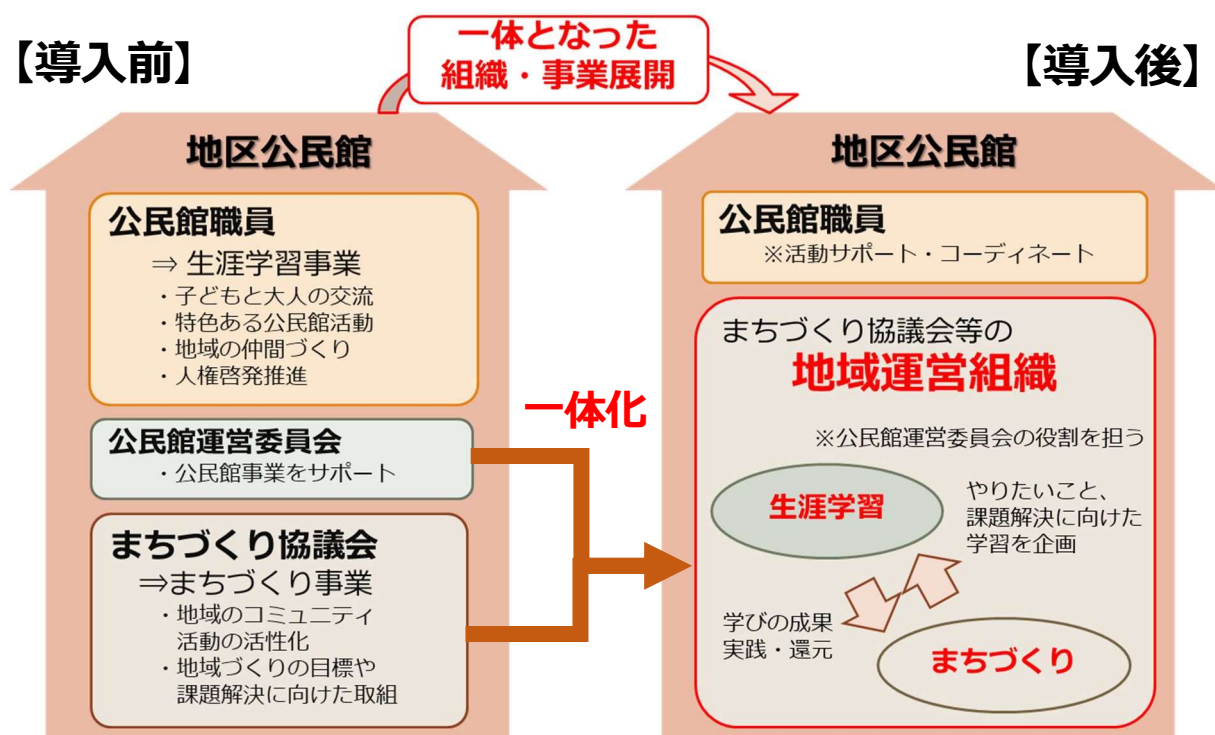 【導入前】
一体となった
組織・事業展開
【導入後】
地区公民館
公民館職員
⇒ 生涯学習事業
・子どもと大人の交流
・特色ある公民館活動
・地域の仲間づくり
・人権啓発推進
公民館運営委員会
・公民館事業をサポート
まちづくり協議会
⇒まちづくり事業
・地域のコミュニティ
活動の活性化
・地域づくりの目標や
課題解決に向けた取組
一体化
地区公民館
公民館職員
※活動サポート・コーディネート
まちづくり協議会等の
地域運営組織
※公民館運営委員会の役割を担う
生涯学習
やりたいこと、
課題解決に向けた
学習を企画
学びの成果
実践・還元
まちづくり